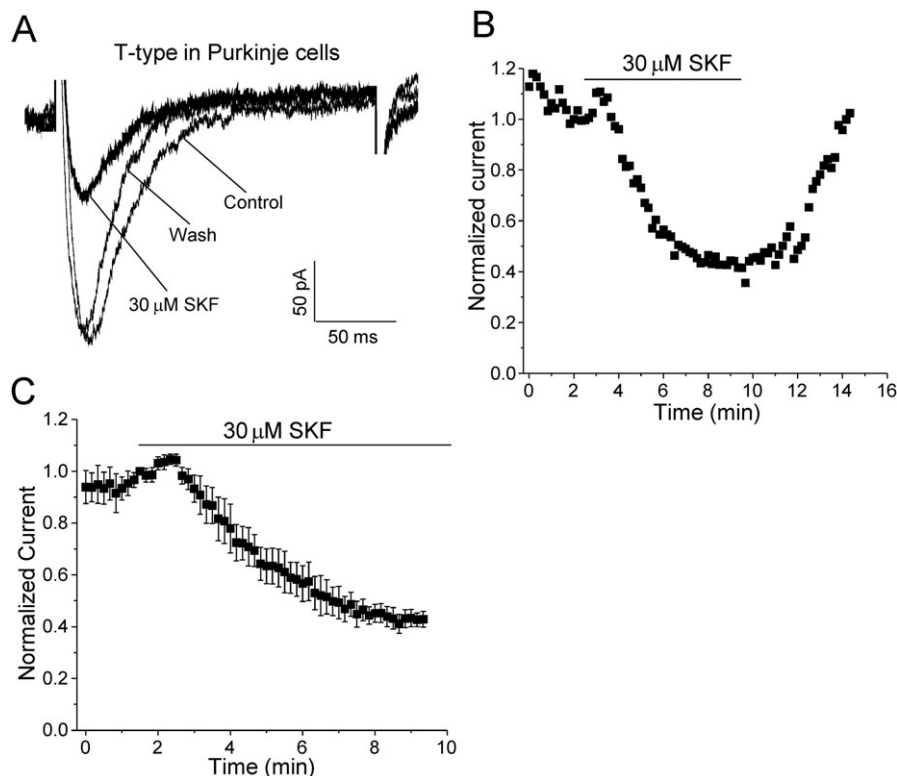 A
T-type in Purkinje cells
Control
Wash
30 μM SKF
50 pA
50 ms
B
30 μM SKF
Normalized current
1.2
1.0
0.8
0.6
0.4
1.2
0.0
0 2 4 6 8 10 12 14 16
Time (min)
C
30 μM SKF
Normalized Current
1.2
1.0
0.8
0.6
0.4
0.2
0.0
0 2 4 6 8 10
Time (min)